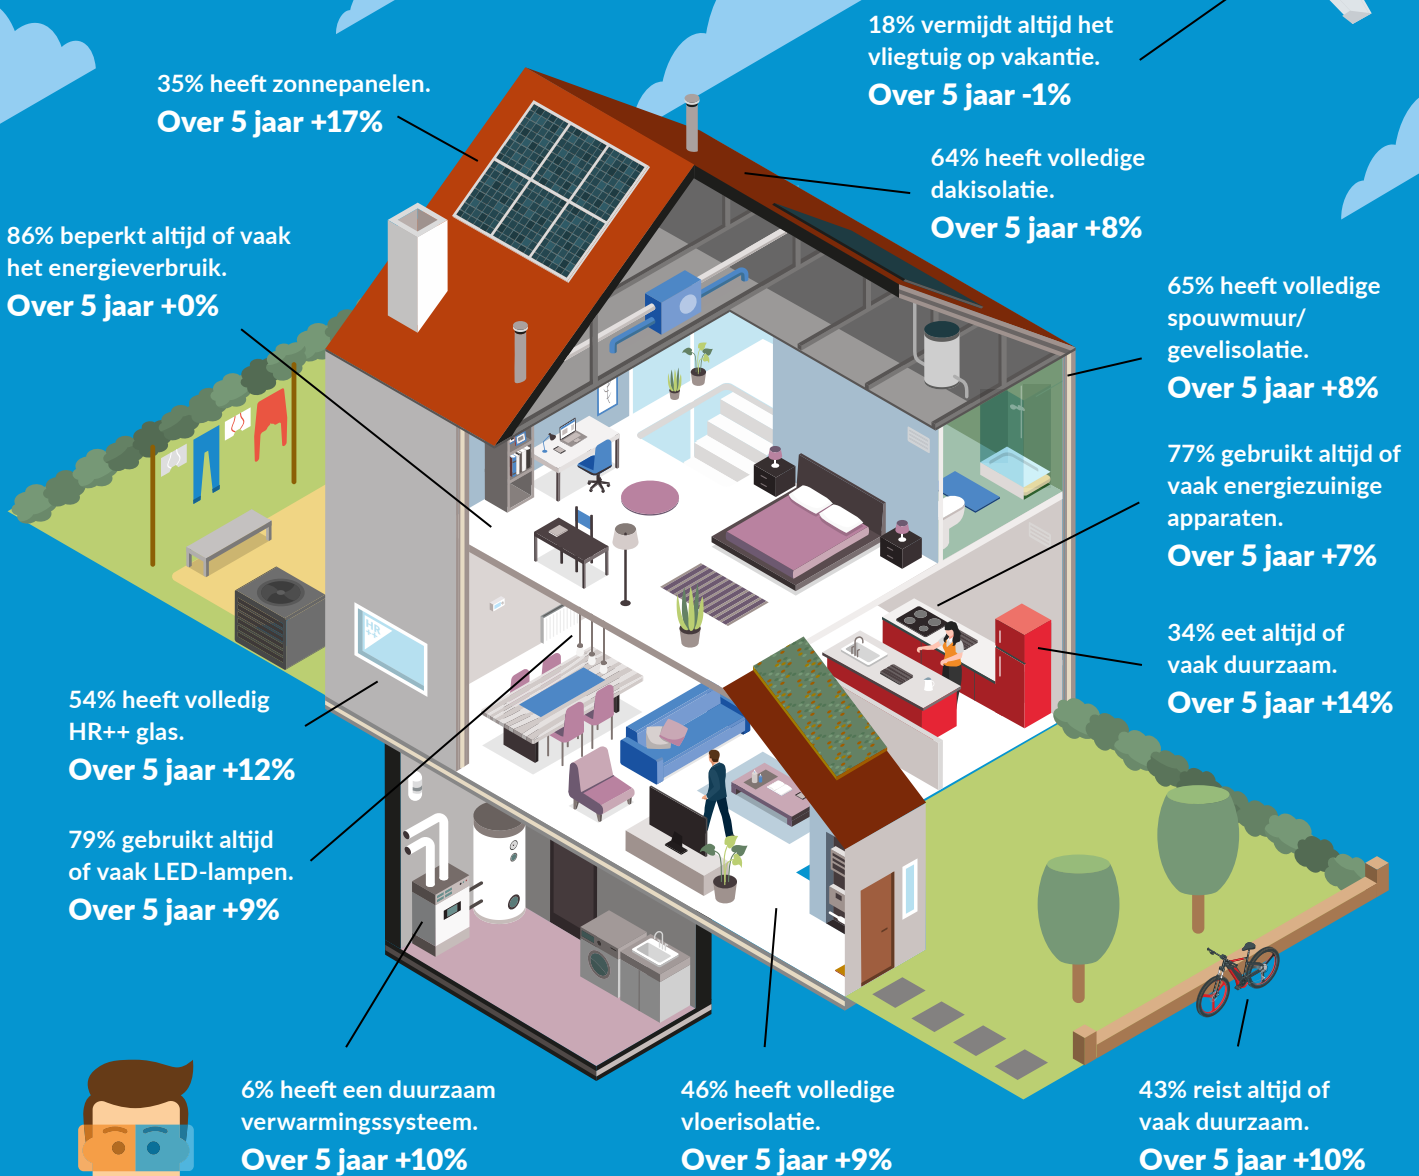 18% vermijdt altijd het
vliegtuig op vakantie.
Over 5 jaar -1%
35% heeft zonnepanelen.
Over 5 jaar +17%
64% heeft volledige
dakisolatie.
Over 5 jaar +8%
86% beperkt altijd of vaak
het energieverbruik.
Over 5 jaar +0%
65% heeft volledige
spouwmuur/
gevelisolatie.
Over 5 jaar +8%
77% gebruikt altijd of
vaak energiezuinige
apparaten.
Over 5 jaar +7%
HR
++
34% eet altijd of
vaak duurzaam.
Over 5 jaar +14%
54% heeft volledig
HR++ glas.
Over 5 jaar +12%
79% gebruikt altijd
of vaak LED-lampen.
Over 5 jaar +9%
6% heeft een duurzaam
verwarmingssysteem.
Over 5 jaar +10%
46% heeft volledige
vloerisolatie.
Over 5 jaar +9%
43% reist altijd of
vaak duurzaam.
Over 5 jaar +10%